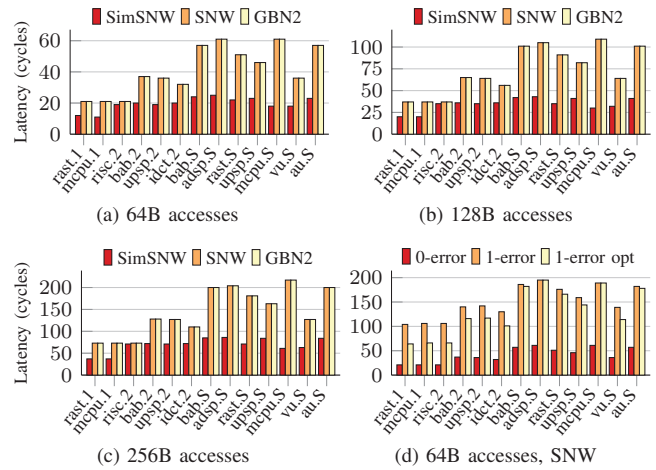 SimSNW SNW GBN2
Latency (cycles)
60
40
20
0
rast.1 mcpu.1 risc.2 bab.2 upsp.2 idct.2 bap.S adsp.S rast.S upsp.S mcpu.S vu.S au.S
(a) 64B accesses
SimSNW SNW GBN2
100
75
50
25
0
rast.1 mcpu.1 risc.2 bab.2 upsp.2 idct.2 bap.S adsp.S rast.S upsp.S mcpu.S vu.S au.S
(b) 128B accesses
SimSNW SNW GBN2
Latency (cycles)
200
150
100
50
0
rast.1 mcpu.1 risc.2 bab.2 upsp.2 idct.2 bap.S adsp.S rast.S upsp.S mcpu.S vu.S au.S
(c) 256B accesses
0-error 1-error 1-error opt
200
150
100
50
0
rast.1 mcpu.1 risc.2 bab.2 upsp.2 idct.2 bap.S adsp.S rast.S upsp.S mcpu.S vu.S au.S
(d) 64B accesses, SNW